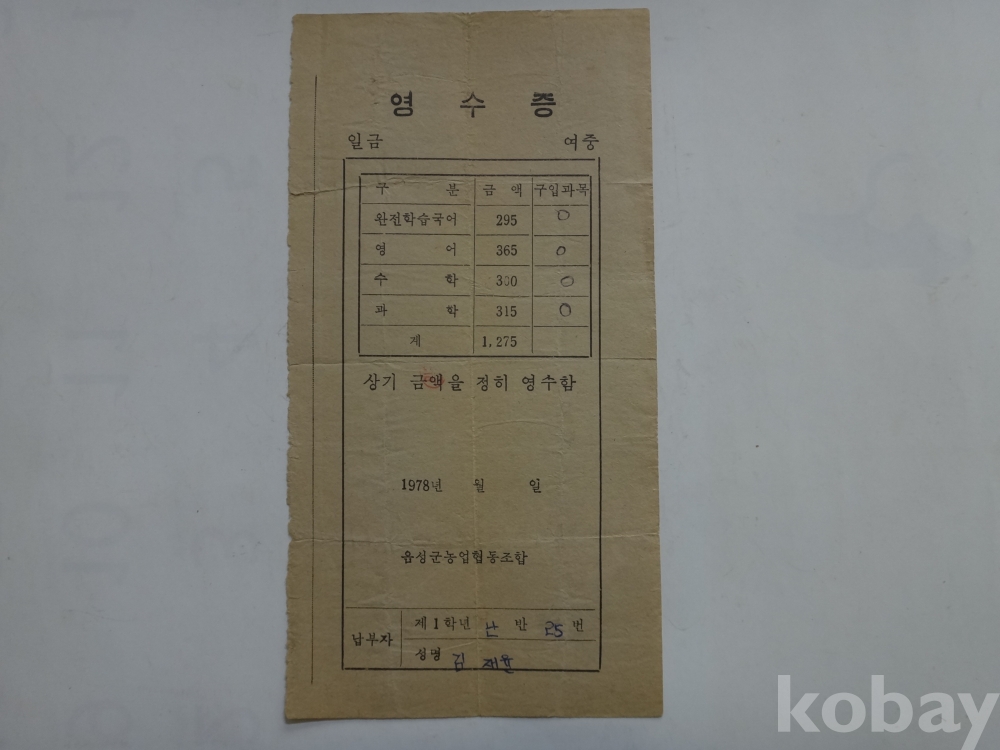 영 수 증
일금 여중
구 분 금 액 구입과목
완전학습국어 295 O
영 어 365 O
수 학 300 O
과 학 315 O
계 1,275
상기 금액을 정히 영수함
1978년 월 일
음성군농업협동조합
납부자 제1학년 난 반 25 번
성명 김재윤
kobay